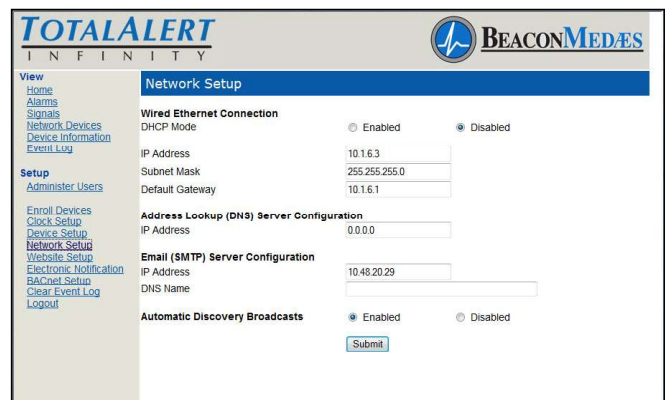 TOTALALERT
INFINITY
BEACONMEDÆS
View
Home
Alarms
Signals
Network Devices
Device Information
Event Log
Setup
Administer Users
Enroll Devices
Clock Setup
Device Setup
Network Setup
Website Setup
Electronic Notification
BACnet Setup
Clear Event Log
Logout
Network Setup
Wired Ethernet Connection
DHCP Mode Enabled Disabled
IP Address 10.1.6.3
Subnet Mask 255.255.255.0
Default Gateway 10.1.6.1
Address Lookup (DNS) Server Configuration
IP Address 0.0.0.0
Email (SMTP) Server Configuration
IP Address 10.48.20.29
DNS Name
Automatic Discovery Broadcasts Enabled Disabled
Submit